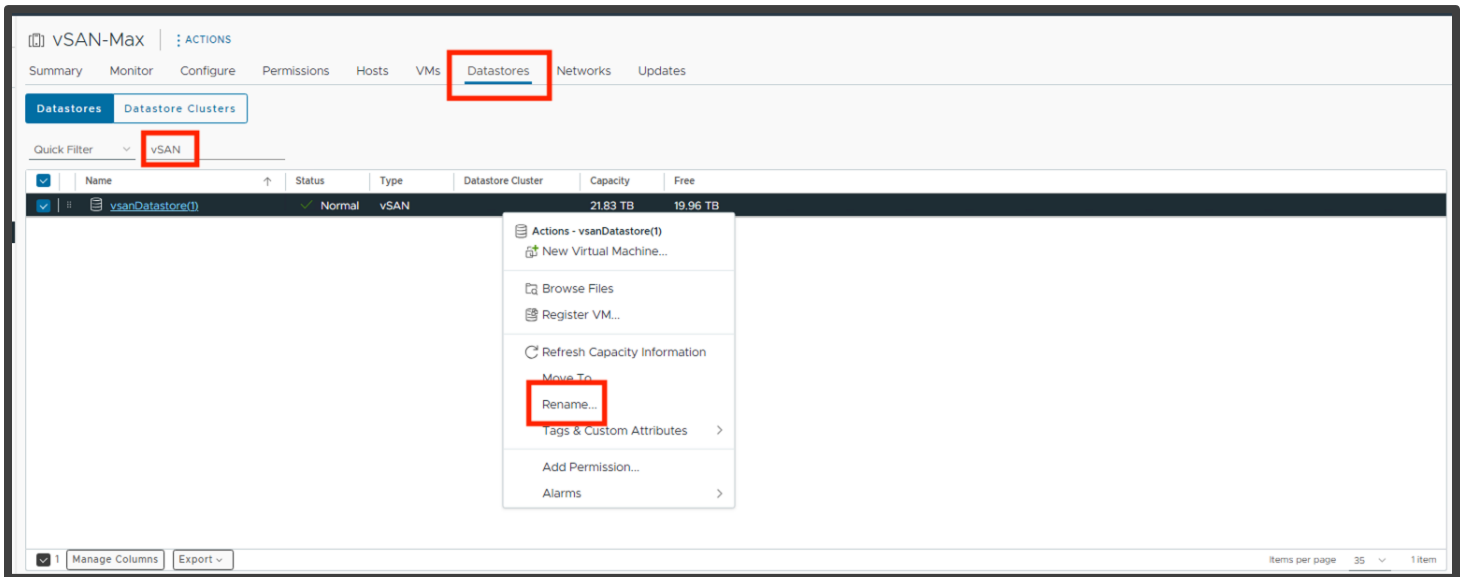 vSAN-Max ACTIONS
Summary Monitor Configure Permissions Hosts VMs Datastores Networks Updates
Datastores Datastore Clusters
Quick Filter vSAN
Name Status Type Datastore Cluster Capacity Free
vsanDatastore(1) Normal vSAN 21.83 TB 19.96 TB
Actions - vsanDatastore(1)
New Virtual Machine...
Browse Files
Register VM...
Refresh Capacity Information
Move To...
Rename...
Tags & Custom Attributes
Add Permission...
Alarms
1 Manage Columns Export Items per page 35 1 item